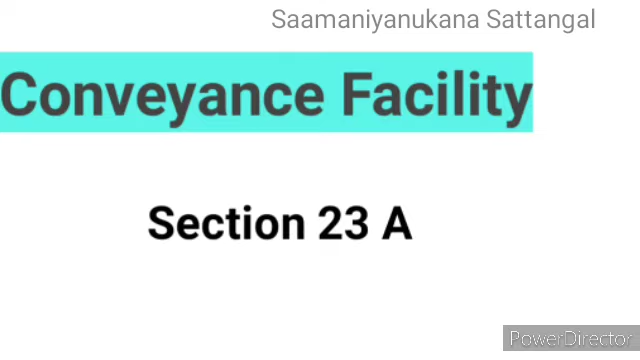 Saamaniyanukana Sattangal
Conveyance Facility
Section 23 A
PowerDirector